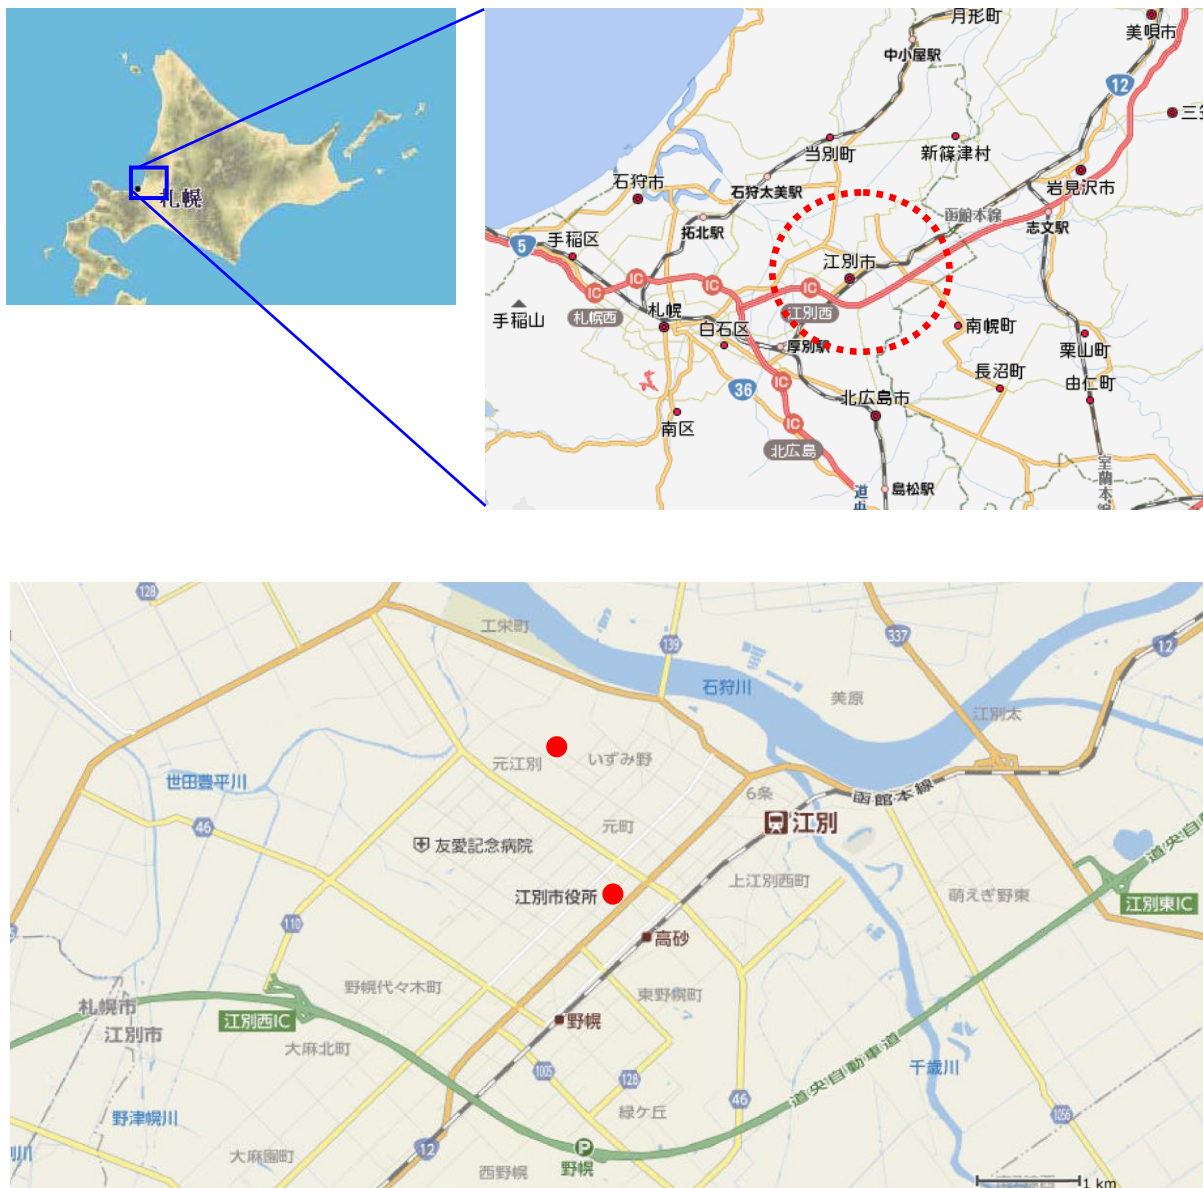 札幌
月形町
美唄市
中小屋駅
12
三笠
当別町
新篠津村
石狩市
石狩太美駅
岩見沢市
函館本線
志文駅
拓北駅
手稲区
5
江別市
IC
IC
IC
IC
江別西
札幌西
札幌
手稲山
白石区
南幌町
厚別駅
栗山町
長沼町
36
IC
由仁町
北広島市
南区
IC
北広島
室蘭本線
島松駅
道央
128
工栄町
139
337
12
石狩川
美原
江別太
元江別
いずみ野
世田豊平川
6条
函館本線
46
元町
江別
道央自動
友愛記念病院
上江別西町
江別市役所
萌えぎ野東
江別東IC
110
高砂
野幌代々木町
東野幌町
札幌市
江別西IC
野幌
江別市
大麻北町
道央自動車道
千歳川
1005
128
46
緑ケ丘
1056
野津幌川
12
P
大麻園町
野幌
西野幌
川
1 km